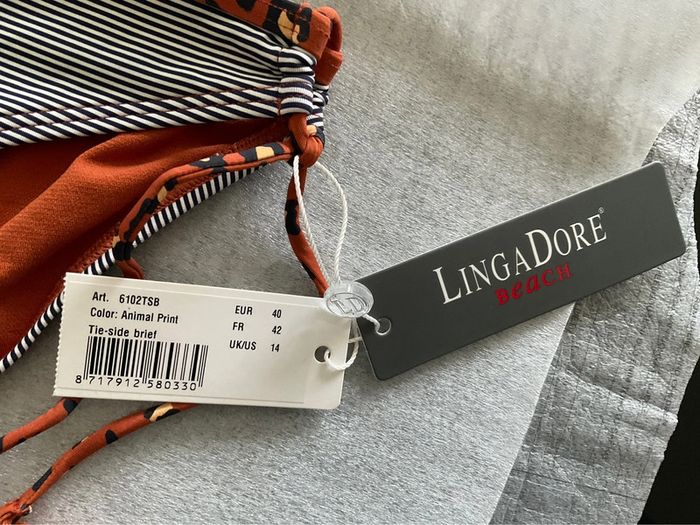 Art. 6102TSB
Color: Animal Print
Tie-side brief
EUR 40
FR 42
UK/US 14
8 717912 580330
LD
LINGADORE®
BEACH